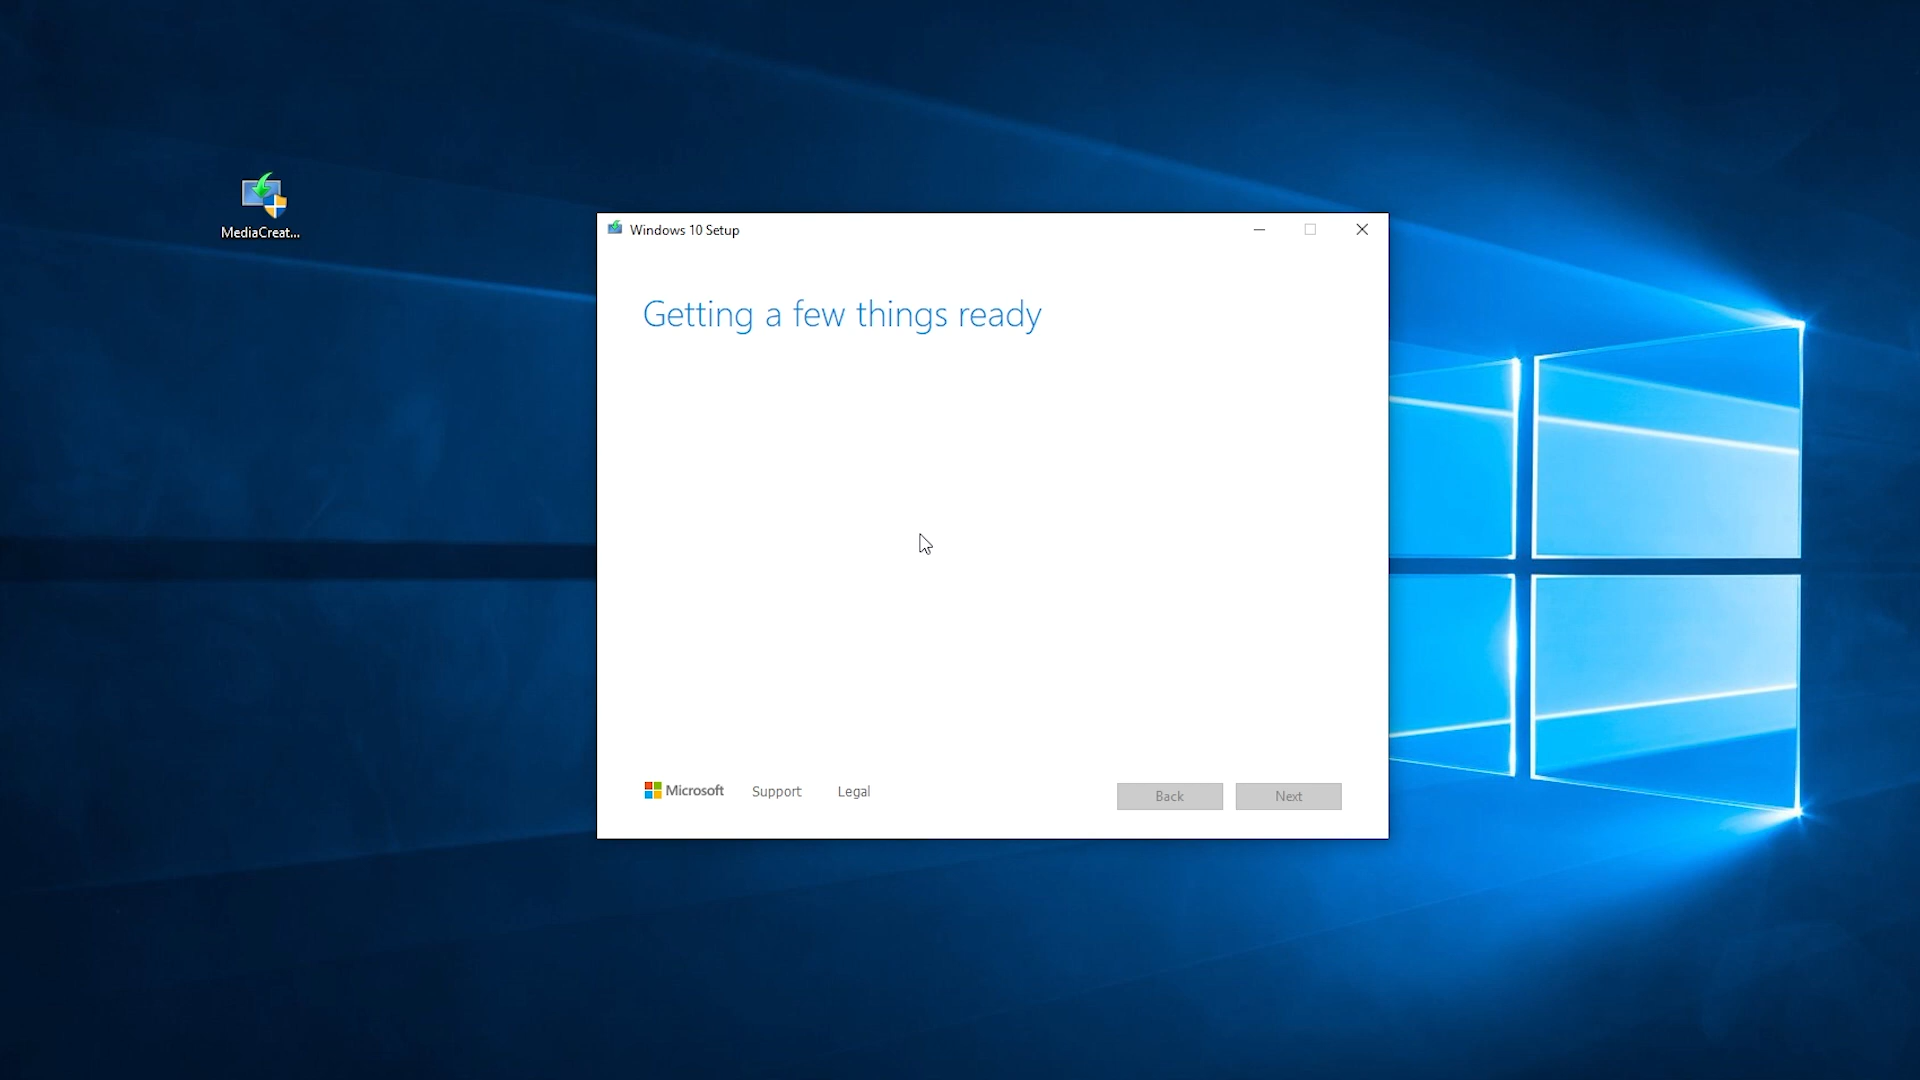 MediaCreat...
Windows 10 Setup
Getting a few things ready
Microsoft Support Legal
Back Next